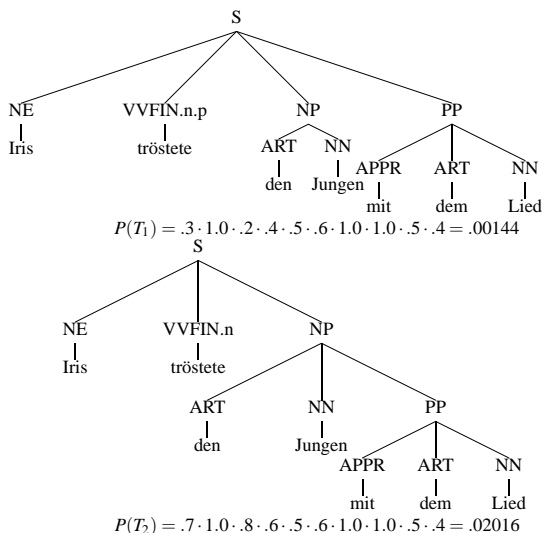 S
NE VVFIN.n.p NP PP
Iris tröstete ART NN APPR ART NN
den Jungen mit dem Lied
P(T₁) = .3 · 1.0 · .2 · .4 · .5 · .6 · 1.0 · 1.0 · .5 · .4 = .00144
S
NE VVFIN.n NP
Iris tröstete
ART NN PP
den Jungen
APPR ART NN
mit dem Lied
P(T₂) = .7 · 1.0 · .8 · .6 · .5 · .6 · 1.0 · 1.0 · .5 · .4 = .02016